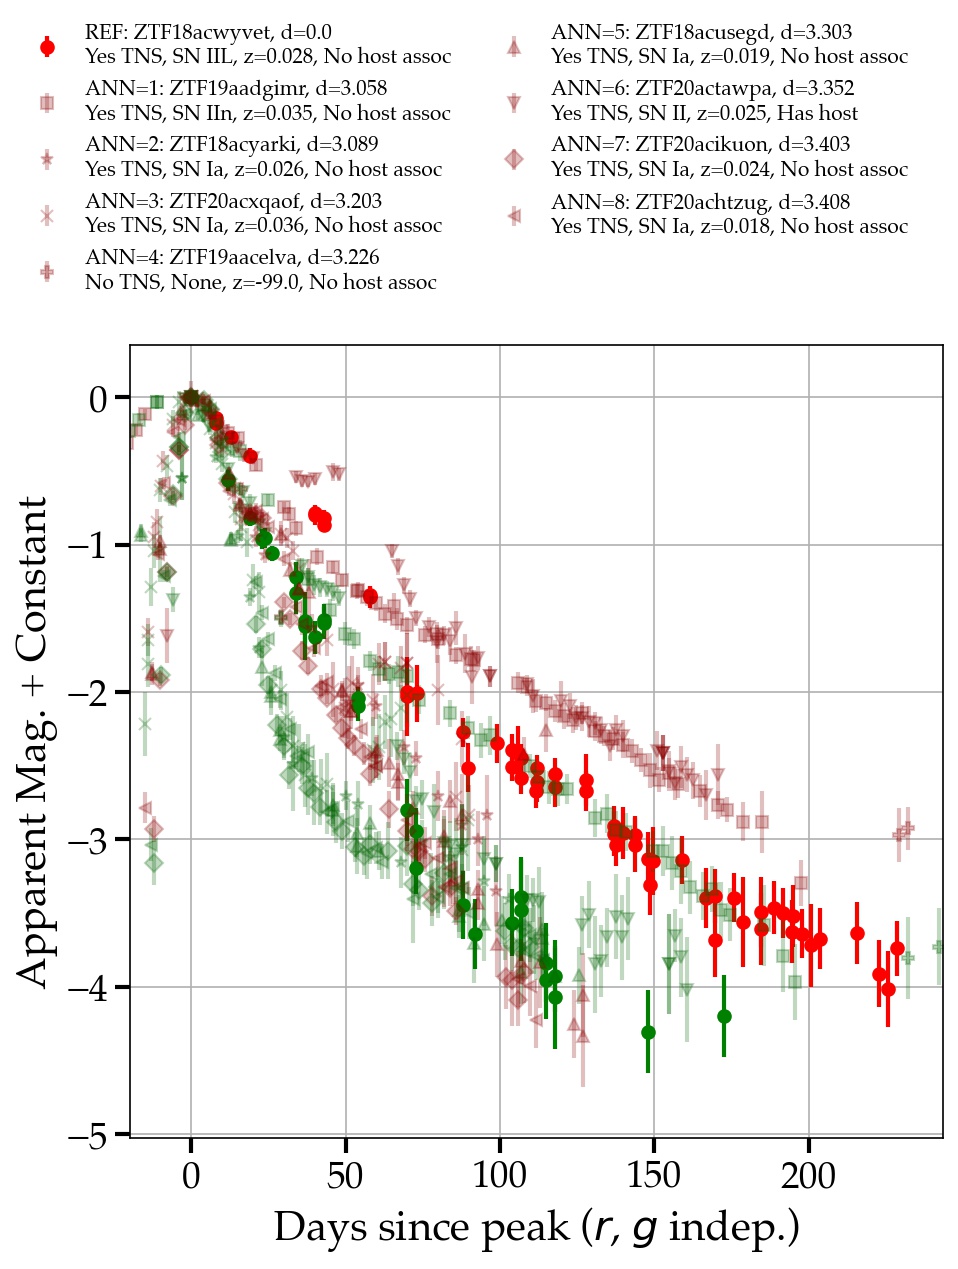 REF: ZTF18acwyvet, d=0.0
Yes TNS, SN IIL, z=0.028, No host assoc
ANN=1: ZTF19aadgimr, d=3.058
Yes TNS, SN IIn, z=0.035, No host assoc
ANN=2: ZTF18acyarki, d=3.089
Yes TNS, SN Ia, z=0.026, No host assoc
ANN=3: ZTF20acxqaof, d=3.203
Yes TNS, SN Ia, z=0.036, No host assoc
ANN=4: ZTF19aacelva, d=3.226
No TNS, None, z=-99.0, No host assoc
ANN=5: ZTF18acusegd, d=3.303
Yes TNS, SN Ia, z=0.019, No host assoc
ANN=6: ZTF20actawpa, d=3.352
Yes TNS, SN II, z=0.025, Has host
ANN=7: ZTF20acikuon, d=3.403
Yes TNS, SN Ia, z=0.024, No host assoc
ANN=8: ZTF20achtzug, d=3.408
Yes TNS, SN Ia, z=0.018, No host assoc
Apparent Mag. + Constant
0
−1
−2
−3
−4
−5
0 50 100 150 200
Days since peak (r, g indep.)